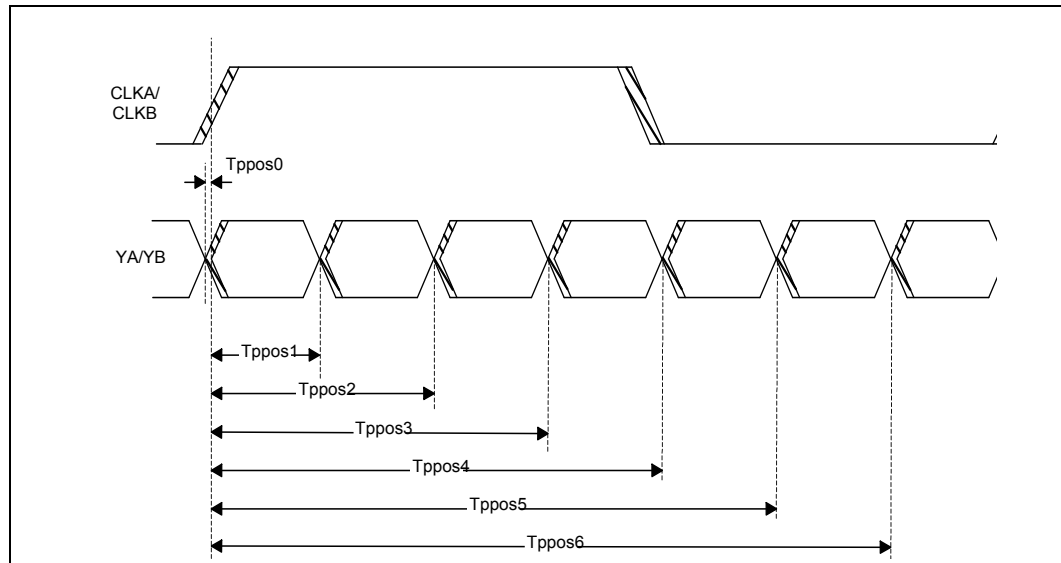 CLKA/
CLKB
Tppos0
YA/YB
Tppos1
Tppos2
Tppos3
Tppos4
Tppos5
Tppos6